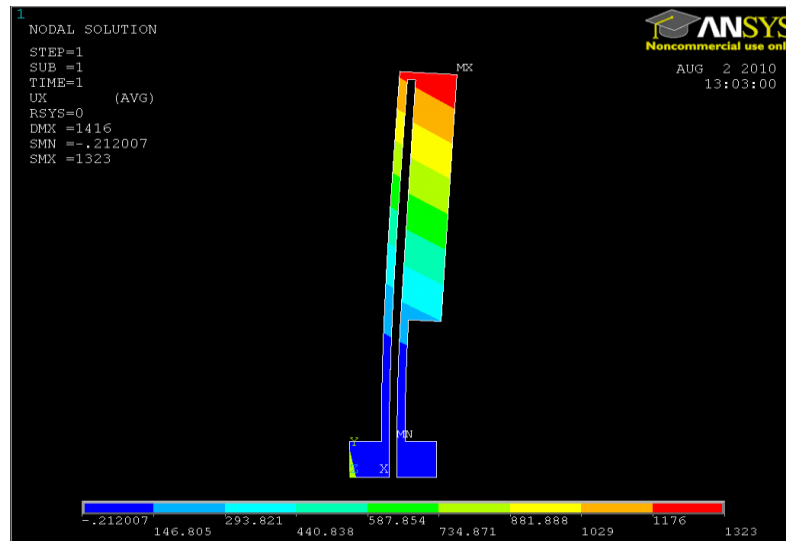 1
NODAL SOLUTION
STEP=1
SUB =1
TIME=1
UX (AVG)
RSYS=0
DMX =1416
SMN=-.212007
SMX =1323
ANSYS
Noncommercial use onl
AUG 2 2010
13:03:00
MX
MN
Y
X
-.212007 293.821 587.854 881.888 1176
146.805 440.838 734.871 1029 1323